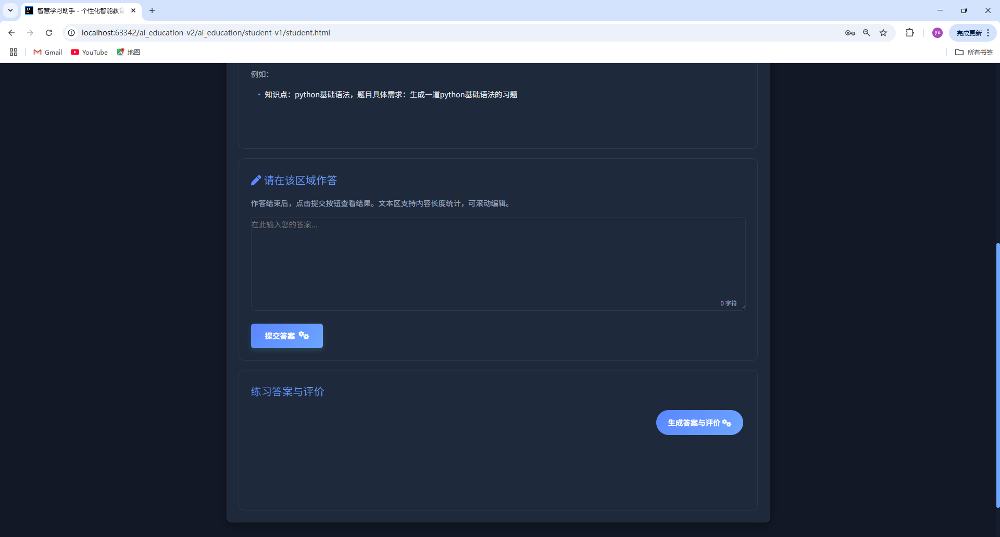 智慧学习助手 - 个性化智能教育
localhost:63342/ai_education-v2/ai_education/student-v1/student.html
ya
完成更新
Gmail
YouTube
地图
所有书签
例如：
• 知识点：python基础语法，题目具体需求：生成一道python基础语法的习题
请在该区域作答
作答结束后，点击提交按钮查看结果。文本区支持内容长度统计，可滚动编辑。
在此输入您的答案...
0 字符
提交答案
练习答案与评价
生成答案与评价